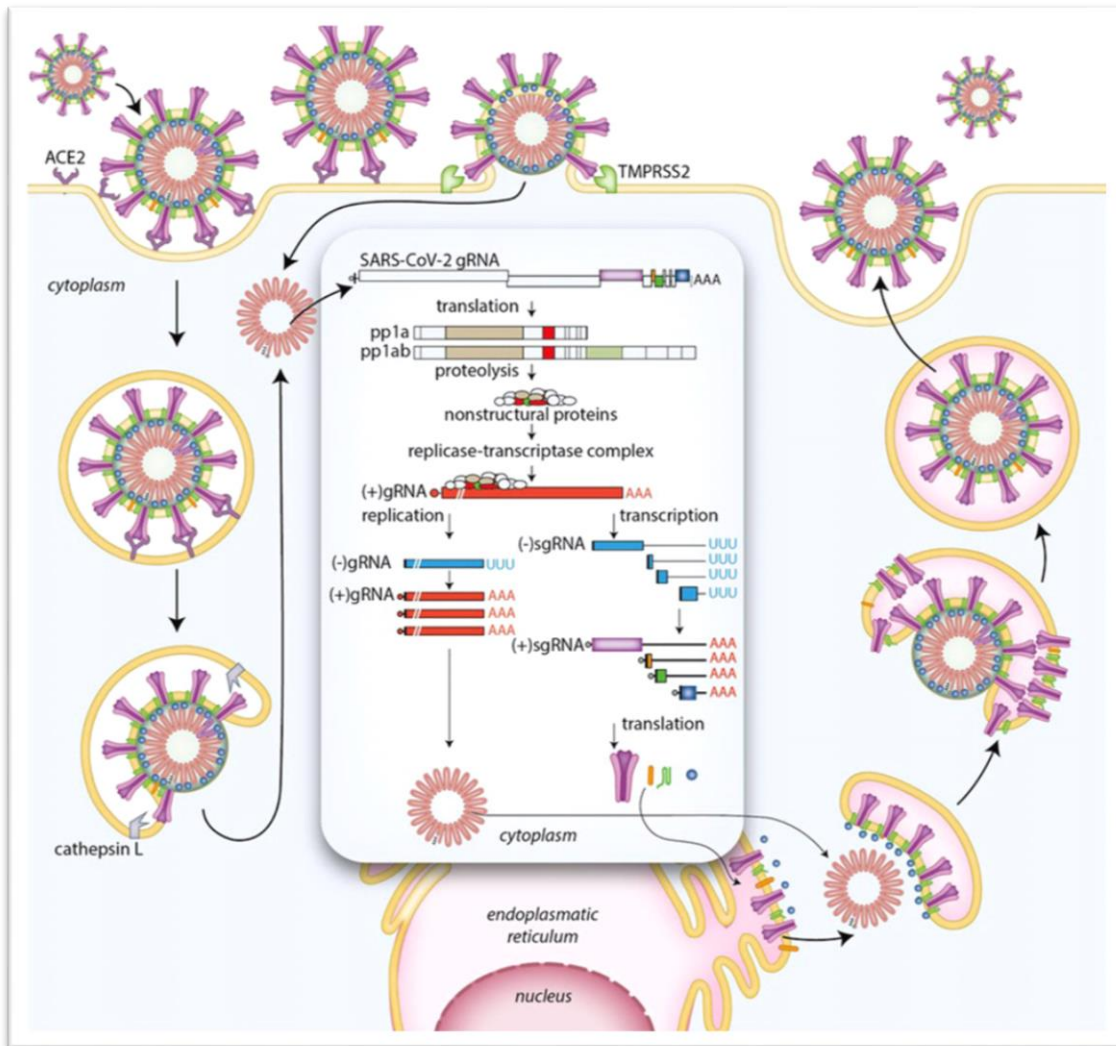 ACE2
TMPRSS2
cytoplasm
SARS-CoV-2 gRNA
AAA
translation
pp1a
pp1ab
proteolysis
nonstructural proteins
replicase-transcriptase complex
(+)gRNA
AAA
replication
transcription
(-)sgRNA
UUU
UUU
UUU
UUU
(-)gRNA
UUU
(+)gRNA
AAA
AAA
AAA
(+)sgRNA
AAA
AAA
AAA
AAA
translation
cytoplasm
cathepsin L
endoplasmatic
reticulum
nucleus